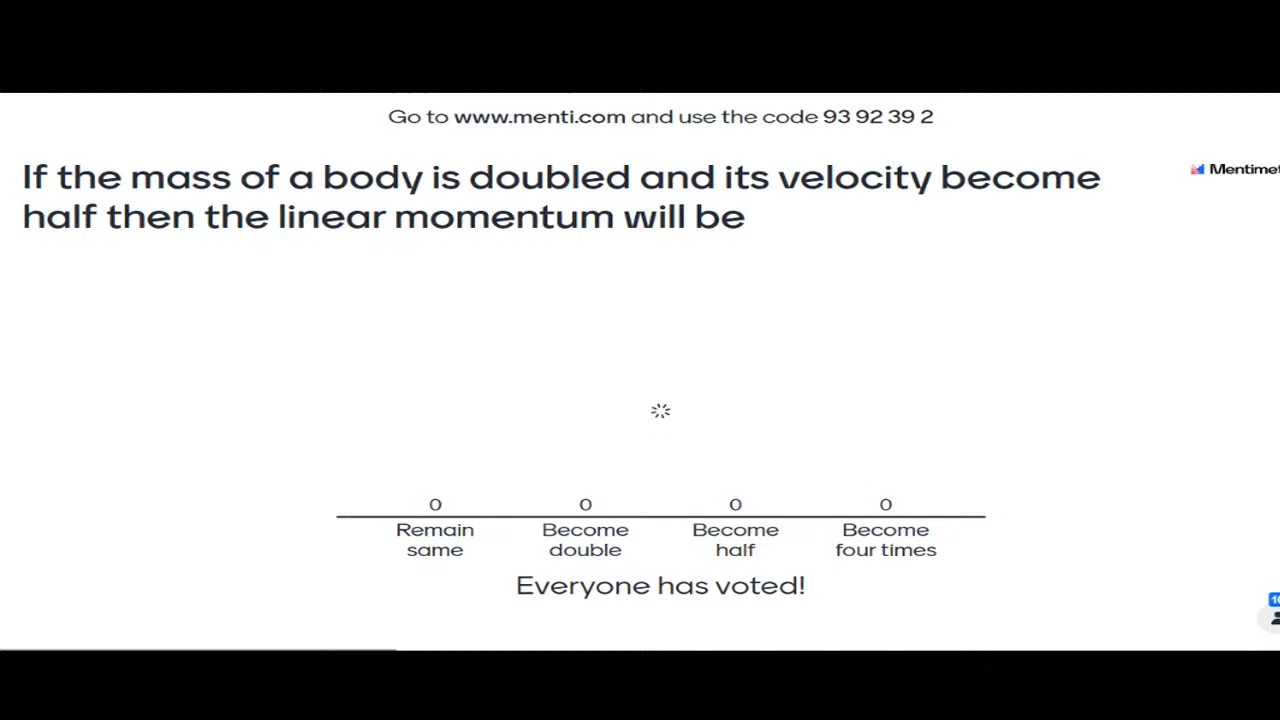 Go to www.menti.com and use the code 93 92 39 2
If the mass of a body is doubled and its velocity become
half then the linear momentum will be
Mentimet
0 0 0 0
Remain Become Become Become
same double half four times
Everyone has voted!